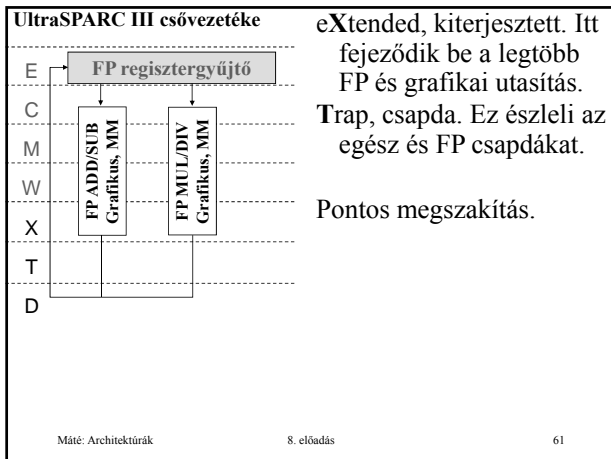 UltraSPARC III csővezetéke
E
FP regisztergyűjtő
C
M
W
X
T
D
FP ADD/SUB
Grafikus, MM
FP MUL/DIV
Grafikus, MM
eXtended, kiterjesztett. Itt
fejeződik be a legtöbb
FP és grafikai utasítás.
Trap, csapda. Ez észleli az
egész és FP csapdákat.
Pontos megszakítás.
Máté: Architektúrák
8. előadás
61